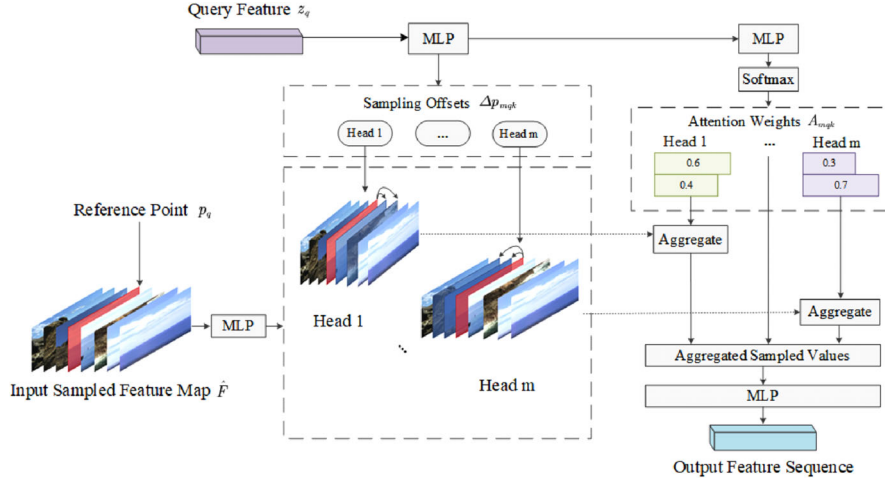 Query Feature z_q
MLP
MLP
Softmax
Sampling Offsets Δp_mqk
Head 1
...
Head m
Attention Weights A_mqk
Head 1
...
Head m
0.6
0.4
0.3
0.7
Reference Point p_q
Aggregate
MLP
Head 1
...
Head m
Aggregate
Input Sampled Feature Map F̂
Aggregated Sampled Values
MLP
Output Feature Sequence